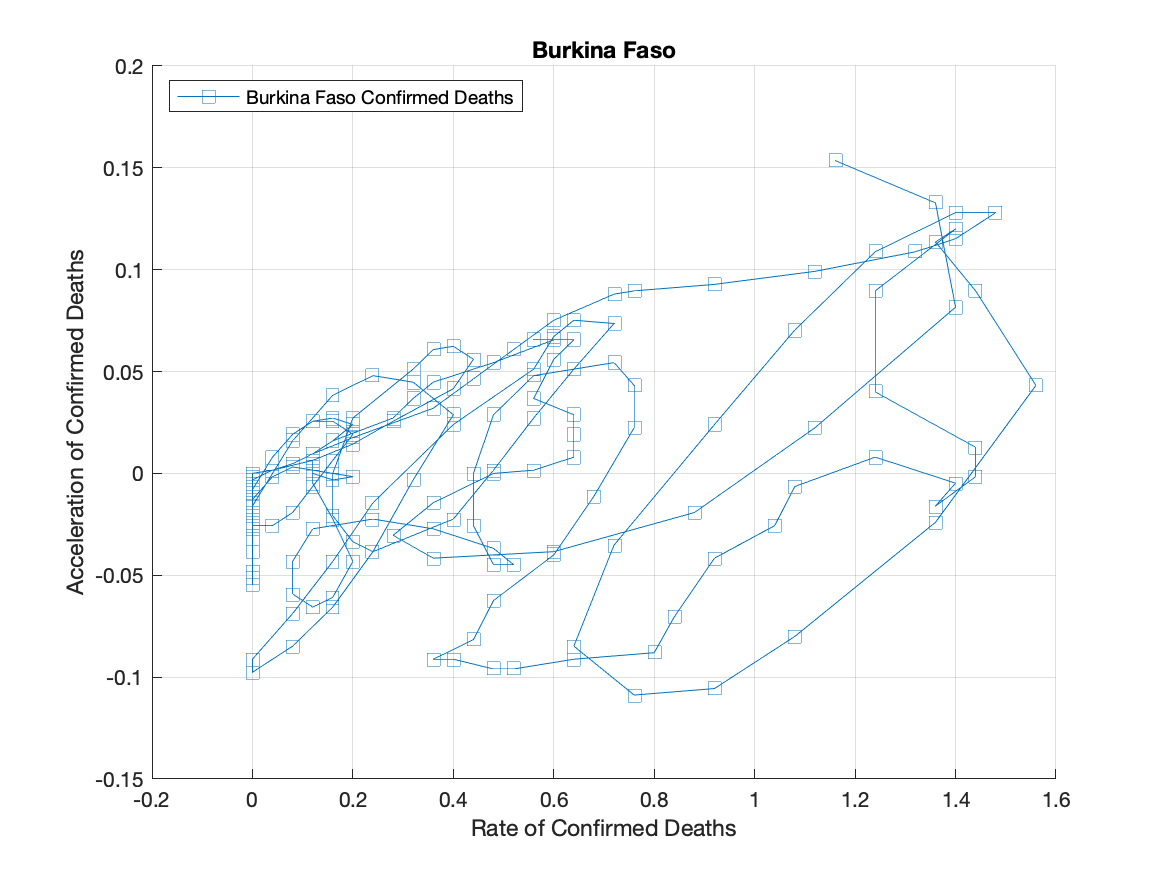 Burkina Faso
0.2
Burkina Faso Confirmed Deaths
0.15
0.1
0.05
0
-0.05
-0.1
-0.15
Acceleration of Confirmed Deaths
-0.2 0 0.2 0.4 0.6 0.8 1 1.2 1.4 1.6
Rate of Confirmed Deaths